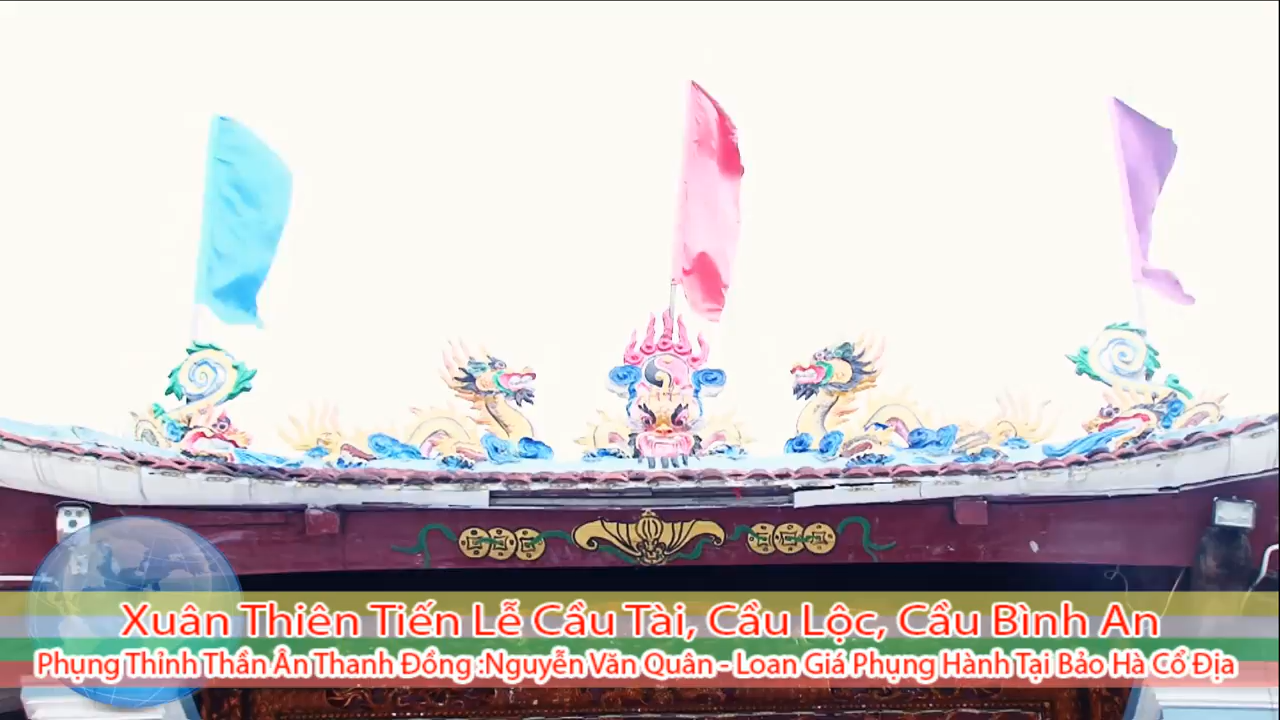 Xuân Thiên Tiến Lễ Cầu Tài, Cầu Lộc, Cầu Bình An
Phụng Thỉnh Thần Ân Thanh Đồng :Nguyễn Văn Quân - Loan Giá Phụng Hành Tại Bảo Hà Cổ Địa